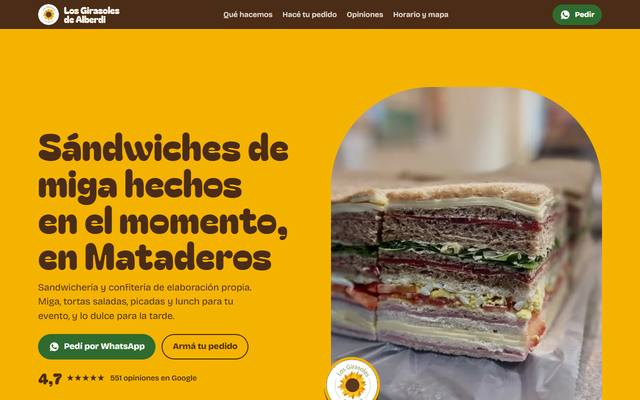 Los Girasoles
de Alberdi
Qué hacemos
Hacé tu pedido
Opiniones
Horario y mapa
Pedir
Sándwiches de
miga hechos
en el momento,
en Mataderos
Sandwichería y confitería de elaboración propia.
Miga, tortas saladas, picadas y lunch para tu
evento, y lo dulce para la tarde.
Pedí por WhatsApp
Armá tu pedido
4,7 ★★★★★ 551 opiniones en Google
Los Girasoles